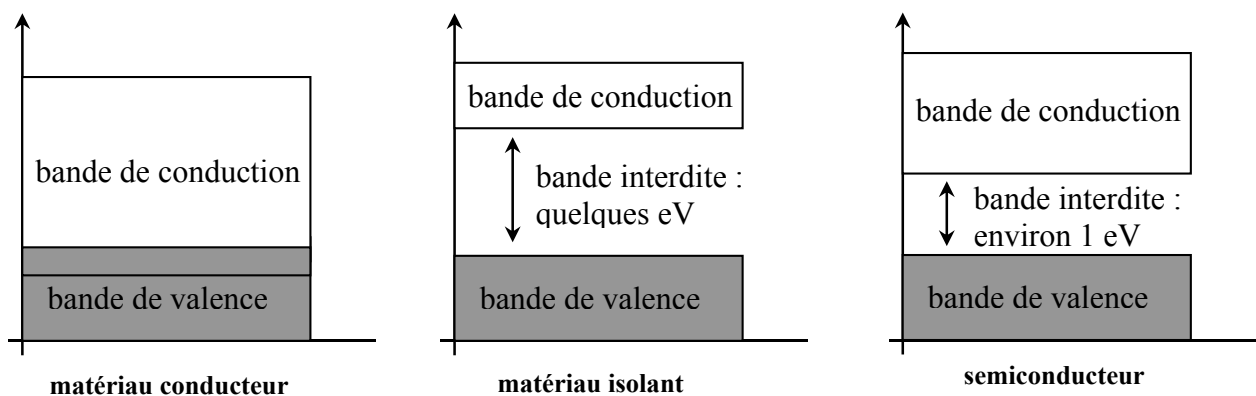 bande de conduction
bande de valence
matériau conducteur
bande de conduction
bande interdite :
quelques eV
bande de valence
matériau isolant
bande de conduction
bande interdite :
environ 1 eV
bande de valence
semiconducteur